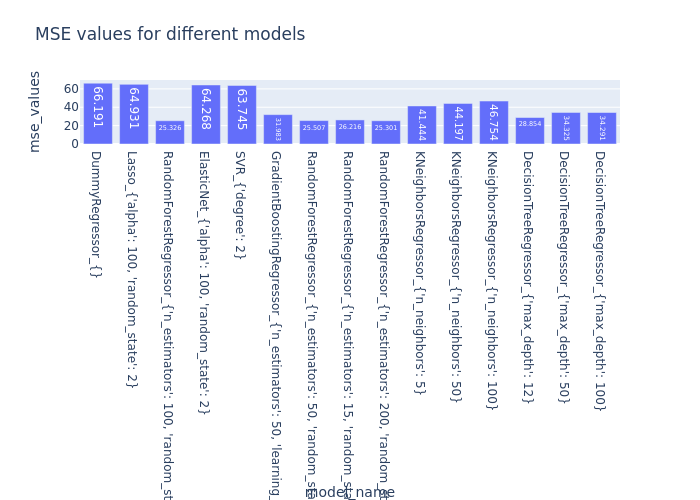 MSE values for different models
mse_values
60
40
20
0
66.191
64.931
25.326
64.268
63.745
31.983
25.507
26.216
25.301
41.444
44.197
46.754
28.854
34.325
34.291
DummyRegressor_{}
Lasso_{'alpha': 100, 'random_state': 2}
RandomForestRegressor_{'n_estimators': 100, 'random_st
ElasticNet_{'alpha': 100, 'random_state': 2}
SVR_{'degree': 2}
GradientBoostingRegressor_{'n_estimators': 50, 'learning_
RandomForestRegressor_{'n_estimators': 50, 'random_sta
RandomForestRegressor_{'n_estimators': 15, 'random_sta
RandomForestRegressor_{'n_estimators': 200, 'random_st
KNeighborsRegressor_{'n_neighbors': 5}
KNeighborsRegressor_{'n_neighbors': 50}
KNeighborsRegressor_{'n_neighbors': 100}
DecisionTreeRegressor_{'max_depth': 12}
DecisionTreeRegressor_{'max_depth': 50}
DecisionTreeRegressor_{'max_depth': 100}
model_name